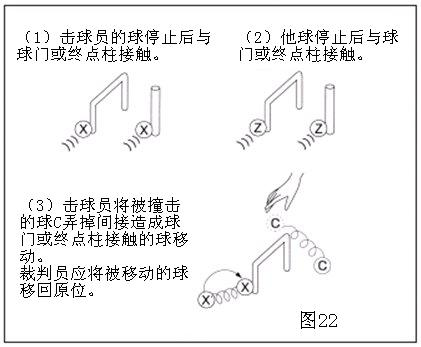 （1）击球员的球停止后与
球门或终点柱接触。
（2）他球停止后与球
门或终点柱接触。
X
X
Z
Z
（3）击球员将被撞击
的球C弄掉间接造成球
门或终点柱接触的球移
动。
裁判员应将被移动的球
移回原位。
C
C
X
X
图22